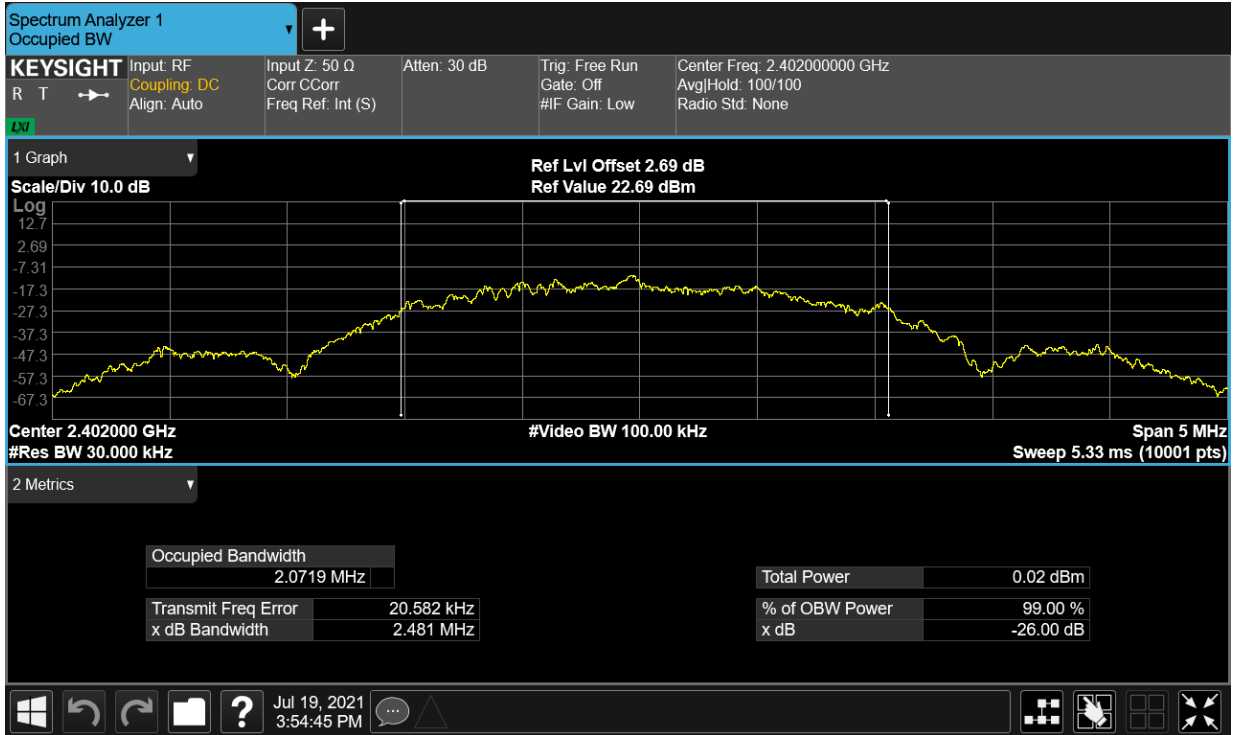 Spectrum Analyzer 1
Occupied BW
▼
+
KEYSIGHT
R T
LXI
Input: RF
Coupling: DC
Align: Auto
Input Z: 50 Ω
Corr CCorr
Freq Ref: Int (S)
Atten: 30 dB
Trig: Free Run
Gate: Off
#IF Gain: Low
Center Freq: 2.402000000 GHz
Avg|Hold: 100/100
Radio Std: None
1 Graph ▼
Scale/Div 10.0 dB
Ref Lvl Offset 2.69 dB
Ref Value 22.69 dBm
Log
12.7
2.69
-7.31
-17.3
-27.3
-37.3
-47.3
-57.3
-67.3
Center 2.402000 GHz
#Res BW 30.000 kHz
#Video BW 100.00 kHz
Span 5 MHz
Sweep 5.33 ms (10001 pts)
2 Metrics ▼
Occupied Bandwidth
2.0719 MHz
Transmit Freq Error 20.582 kHz
x dB Bandwidth 2.481 MHz
Total Power 0.02 dBm
% of OBW Power 99.00 %
x dB -26.00 dB
?
Jul 19, 2021
3:54:45 PM